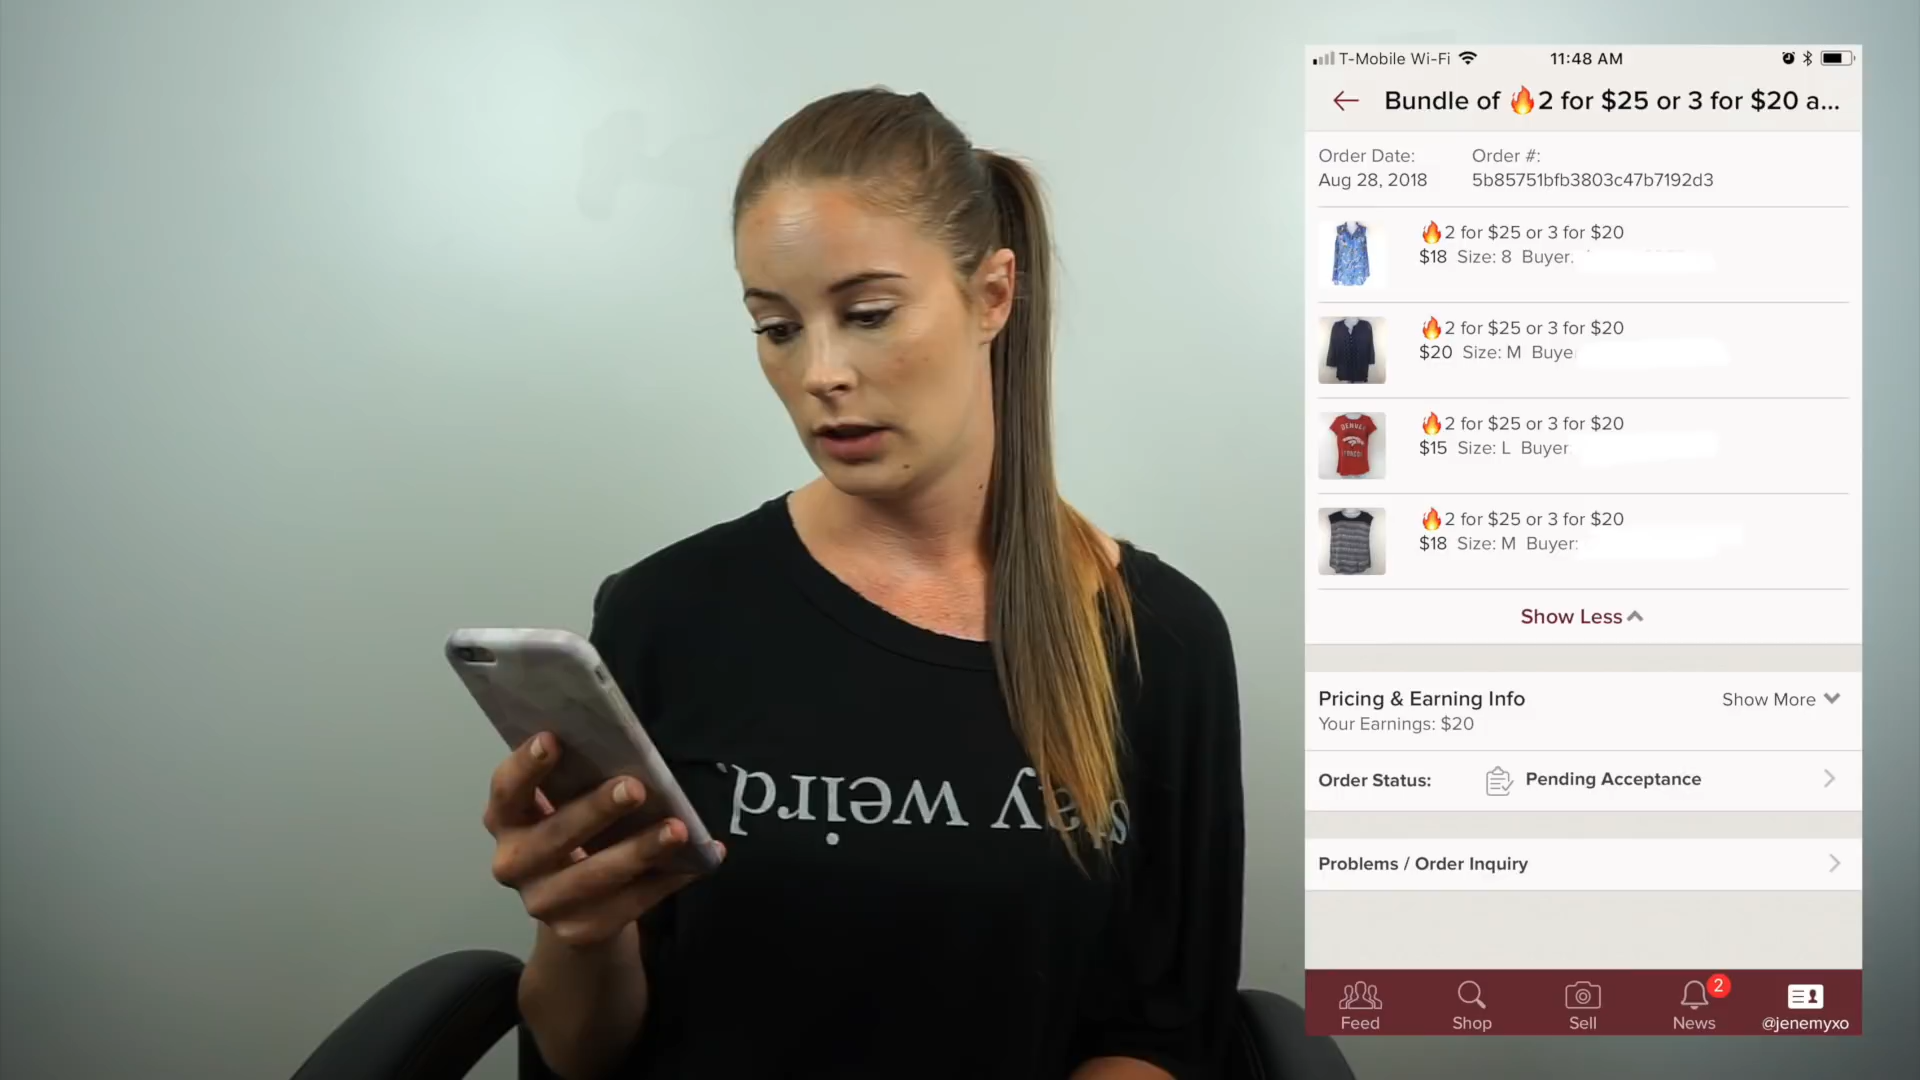 T-Mobile Wi-Fi 11:48 AM
Bundle of 🔥2 for $25 or 3 for $20 a...
Order Date: Order #:
Aug 28, 2018 5b85751bfb3803c47b7192d3
🔥2 for $25 or 3 for $20
$18 Size: 8 Buyer:
🔥2 for $25 or 3 for $20
$20 Size: M Buye
🔥2 for $25 or 3 for $20
$15 Size: L Buyer
DENVER
🔥2 for $25 or 3 for $20
$18 Size: M Buyer:
Show Less
Pricing & Earning Info Show More
Your Earnings: $20
Order Status: Pending Acceptance
Problems / Order Inquiry
2
Feed Shop Sell News @jenemyxo
stay weird.